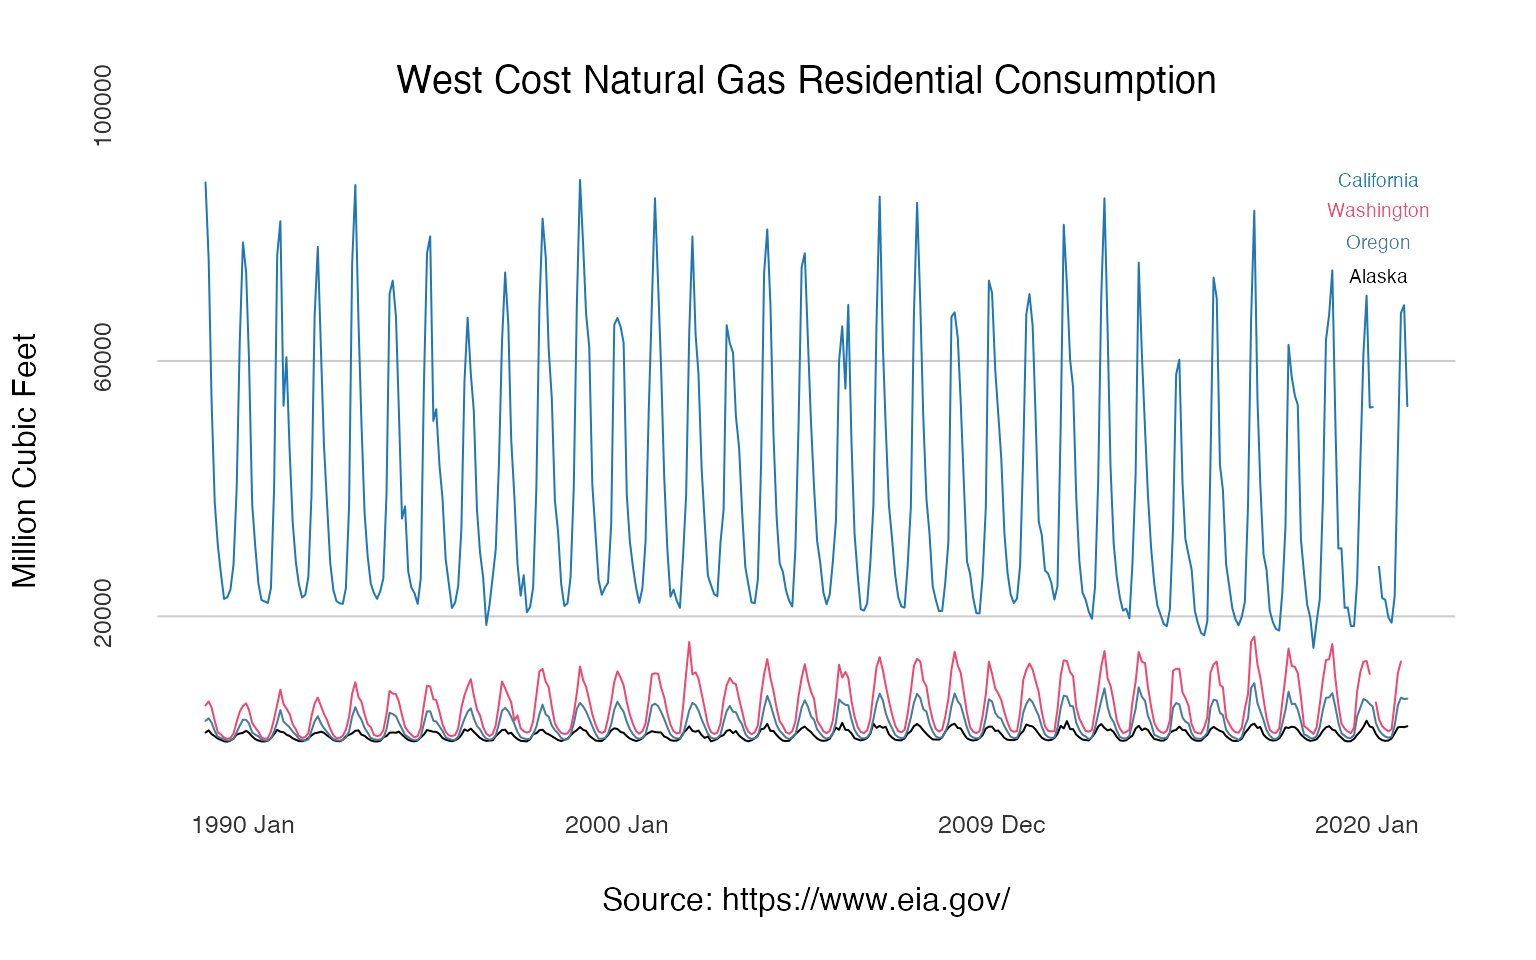 West Cost Natural Gas Residential Consumption
100000
60000
20000
Million Cubic Feet
California
Washington
Oregon
Alaska
1990 Jan
2000 Jan
2009 Dec
2020 Jan
Source: https://www.eia.gov/